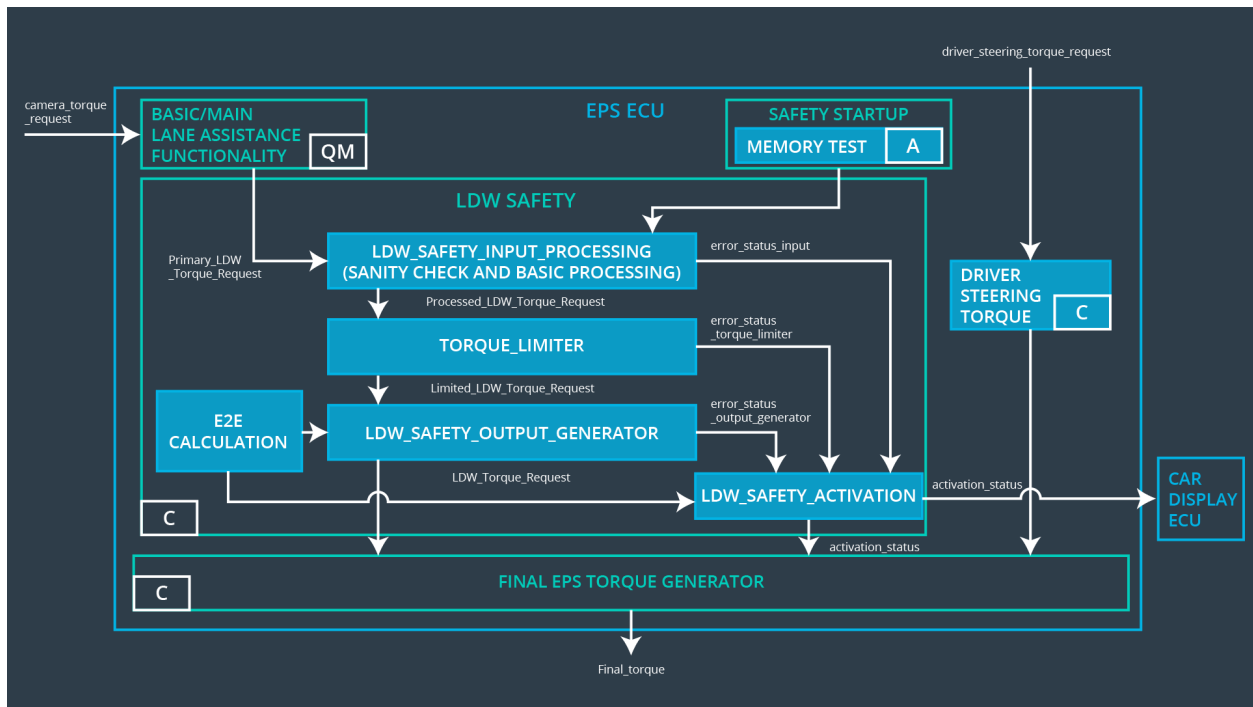 driver_steering_torque_request
camera_torque
_request
EPS ECU
BASIC/MAIN
LANE ASSISTANCE
FUNCTIONALITY
QM
SAFETY STARTUP
MEMORY TEST
A
LDW SAFETY
Primary_LDW
_Torque_Request
LDW_SAFETY_INPUT_PROCESSING
(SANITY CHECK AND BASIC PROCESSING)
error_status_input
DRIVER
STEERING
TORQUE
C
Processed_LDW_Torque_Request
TORQUE_LIMITER
error_status
_torque_limiter
Limited_LDW_Torque_Request
E2E
CALCULATION
LDW_SAFETY_OUTPUT_GENERATOR
error_status
_output_generator
LDW_Torque_Request
LDW_SAFETY_ACTIVATION
activation_status
CAR
DISPLAY
ECU
C
activation_status
FINAL EPS TORQUE GENERATOR
C
Final_torque